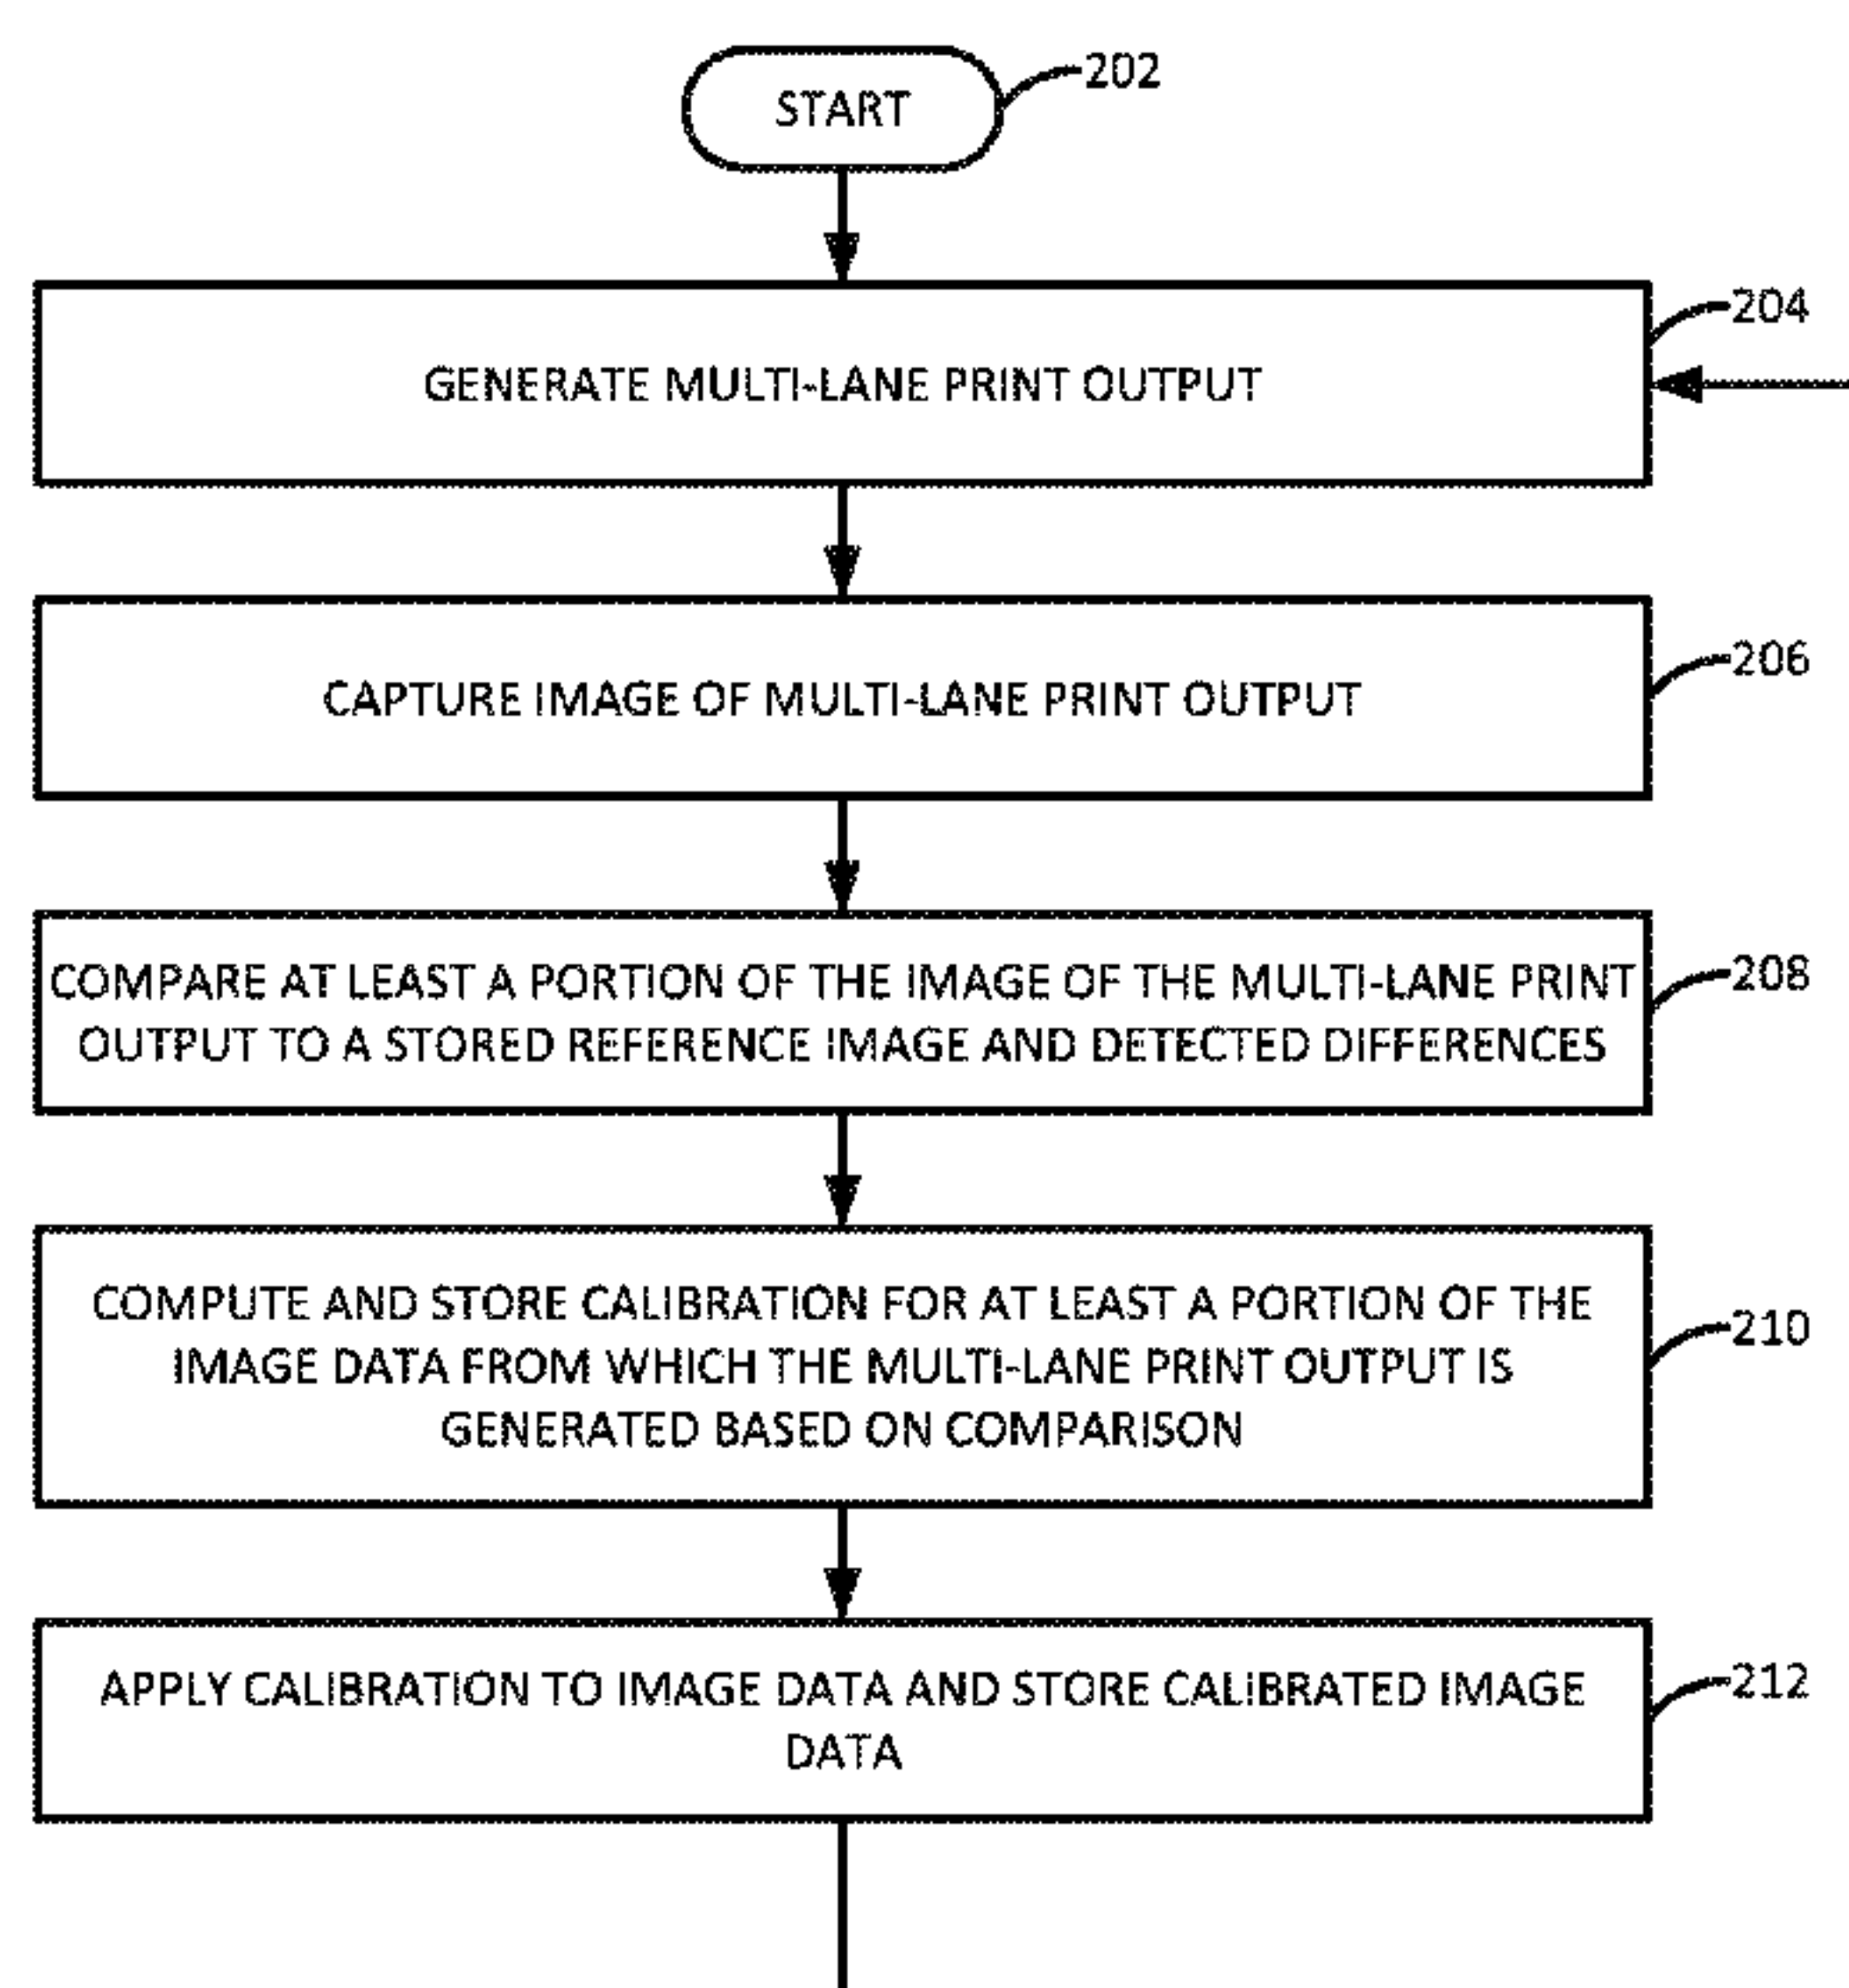 START
202
204
GENERATE MULTI-LANE PRINT OUTPUT
206
CAPTURE IMAGE OF MULTI-LANE PRINT OUTPUT
208
COMPARE AT LEAST A PORTION OF THE IMAGE OF THE MULTI-LANE PRINT
OUTPUT TO A STORED REFERENCE IMAGE AND DETECTED DIFFERENCES
210
COMPUTE AND STORE CALIBRATION FOR AT LEAST A PORTION OF THE
IMAGE DATA FROM WHICH THE MULTI-LANE PRINT OUTPUT IS
GENERATED BASED ON COMPARISON
212
APPLY CALIBRATION TO IMAGE DATA AND STORE CALIBRATED IMAGE
DATA